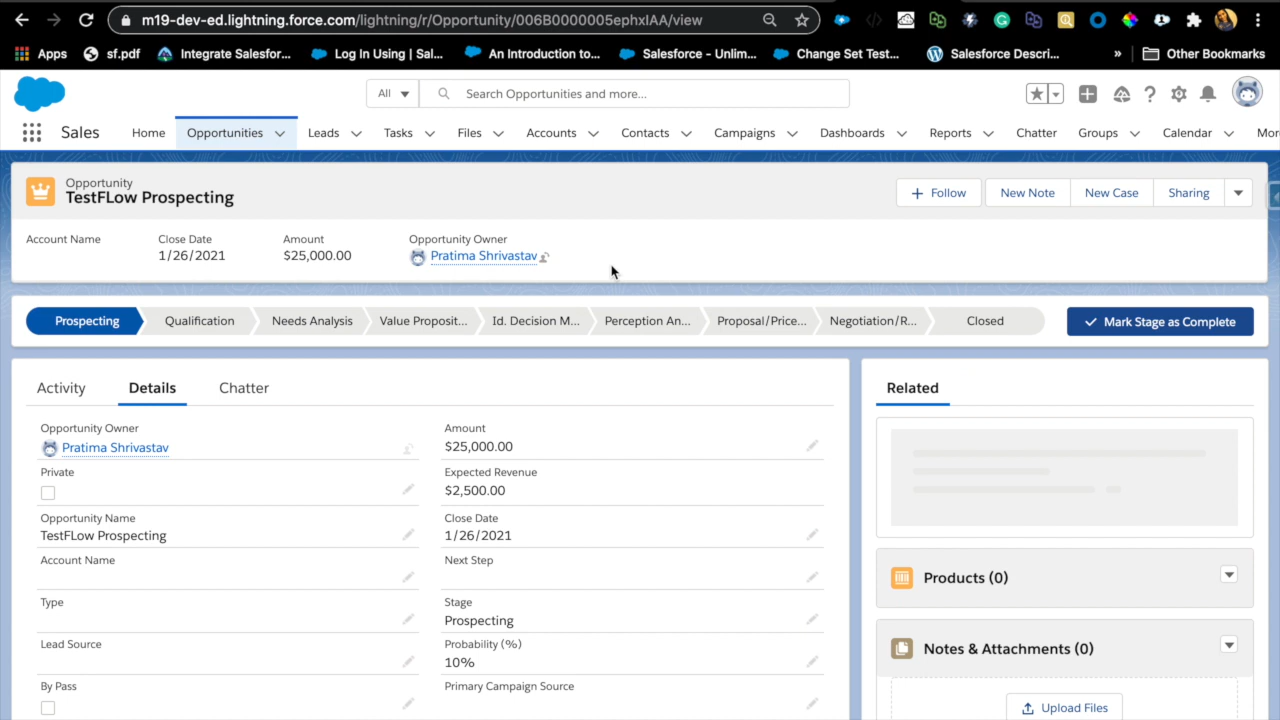 m19-dev-ed.lightning.force.com/lightning/r/Opportunity/006B0000005ephxIAA/view
Apps sf.pdf Integrate Salesfor... Log In Using | Sal... An Introduction to... Salesforce - Unlim... Change Set Test... Salesforce Descri... » Other Bookmarks
All Search Opportunities and more...
Sales Home Opportunities Leads Tasks Files Accounts Contacts Campaigns Dashboards Reports Chatter Groups Calendar Mor
Opportunity
TestFLow Prospecting
+ Follow New Note New Case Sharing
Account Name Close Date Amount Opportunity Owner
1/26/2021 $25,000.00 Pratima Shrivastav
Prospecting Qualification Needs Analysis Value Proposit... Id. Decision M... Perception An... Proposal/Price... Negotiation/R... Closed Mark Stage as Complete
Activity Details Chatter
Opportunity Owner
Pratima Shrivastav
Private
Opportunity Name
TestFLow Prospecting
Account Name
Type
Lead Source
By Pass
Amount
$25,000.00
Expected Revenue
$2,500.00
Close Date
1/26/2021
Next Step
Stage
Prospecting
Probability (%)
10%
Primary Campaign Source
Related
Products (0)
Notes & Attachments (0)
Upload Files